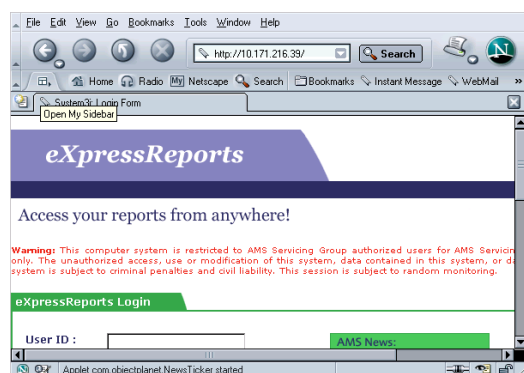 File Edit View Go Bookmarks Tools Window Help
http://10.171.216.39/ Search N
Home Radio My Netscape Search Bookmarks Instant Message WebMail »
System3i Login Form
Open My Sidebar
eXpressReports
Access your reports from anywhere!
Warning: This computer system is restricted to AMS Servicing Group authorized users for AMS Servicin
only. The unauthorized access, use or modification of this system, data contained in this system, or d
system is subject to criminal penalties and civil liability. This session is subject to random monitoring.
eXpressReports Login
User ID :
AMS News:
Applet com.objectplanet.NewsTicker started